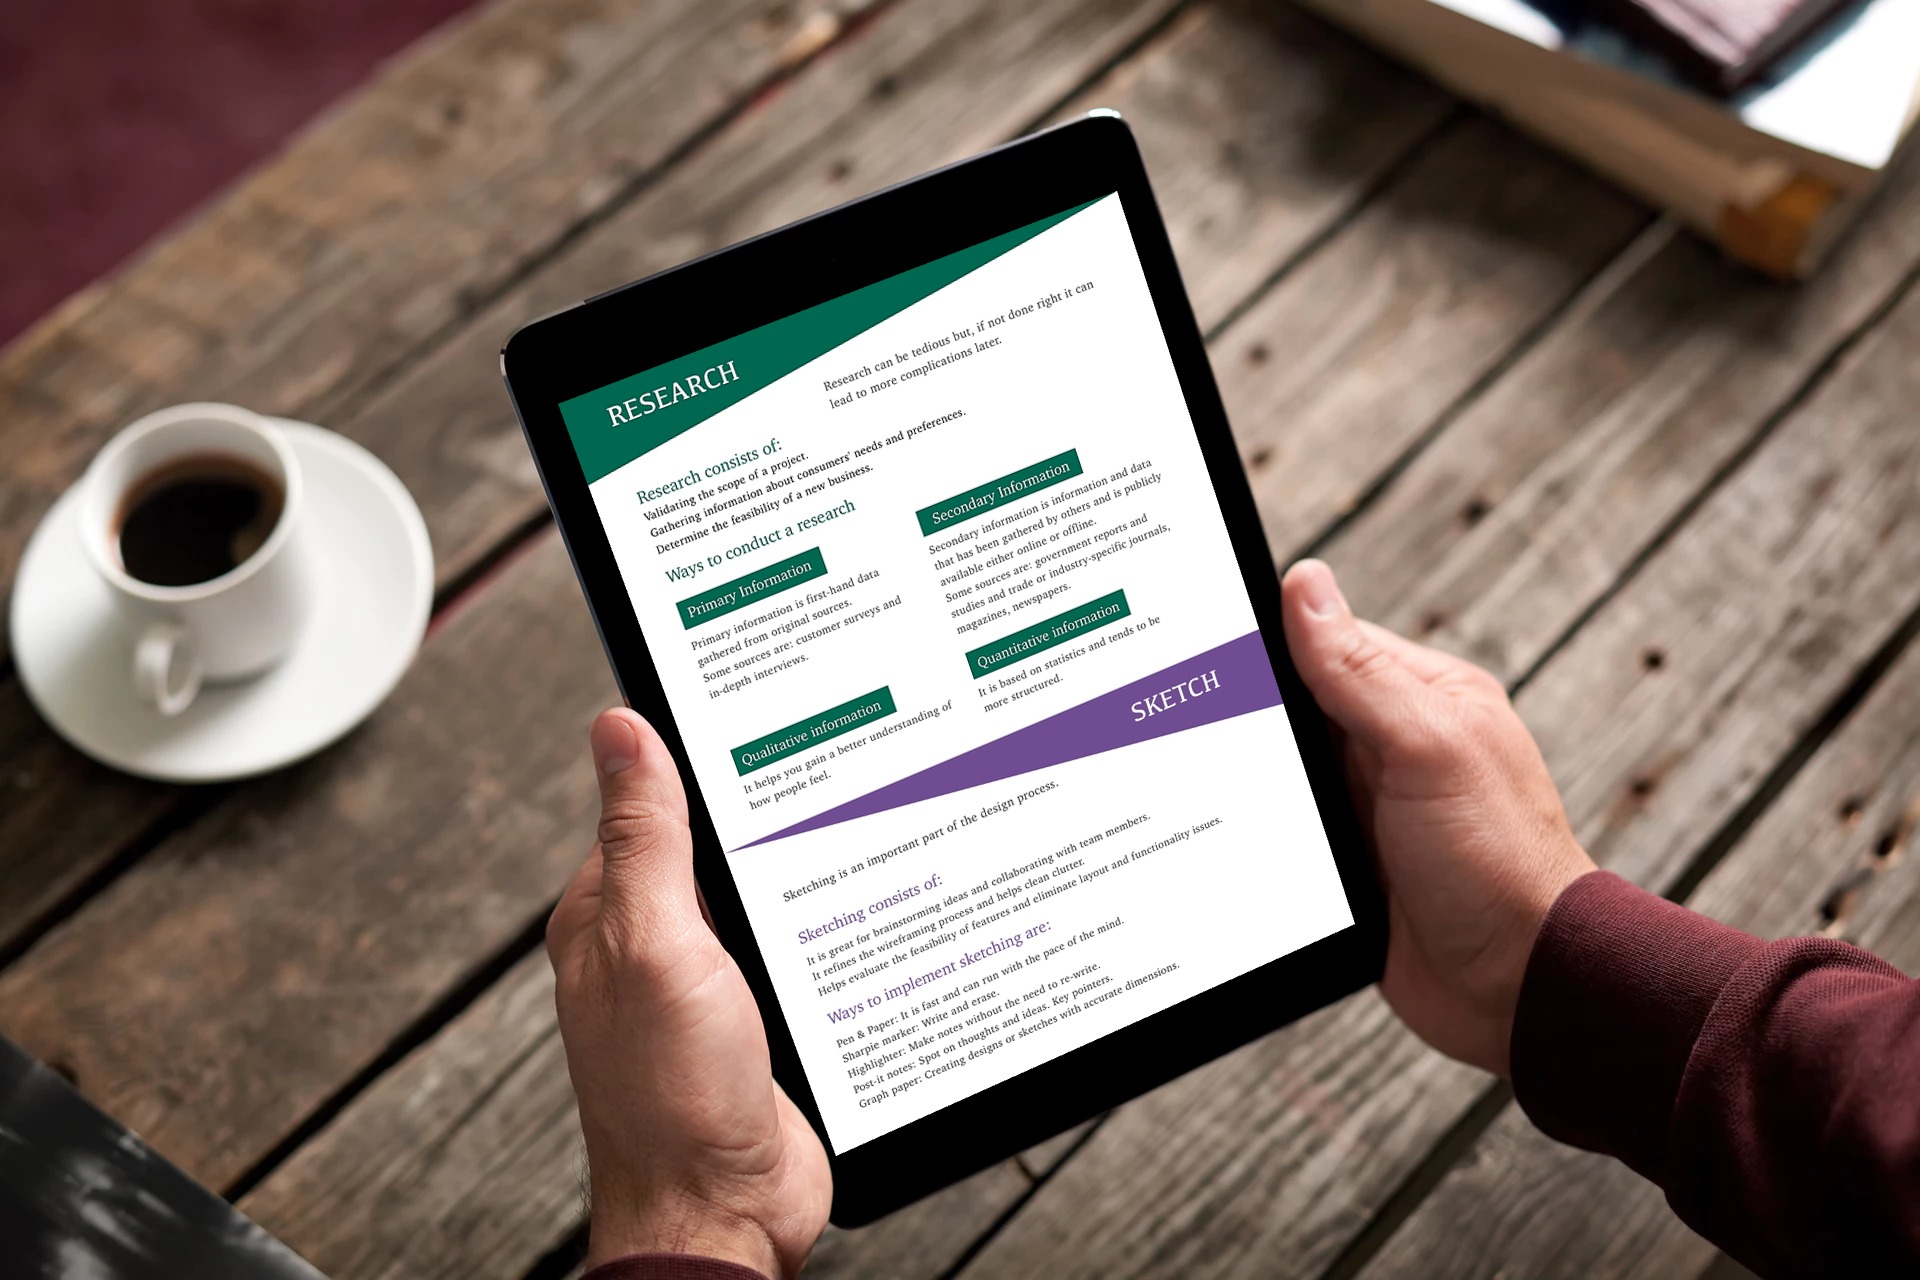 RESEARCH
Research can be tedious but, if not done right it can
lead to more complications later.
Research consists of:
Validating the scope of a project.
Gathering information about consumers' needs and preferences.
Determine the feasibility of a new business.
Ways to conduct a research
Primary Information
Primary information is first-hand data
gathered from original sources.
Some sources are: customer surveys and
in-depth interviews.
Secondary Information
Secondary information is information and data
that has been gathered by others and is publicly
available either online or offline.
Some sources are: government reports and
studies and trade or industry-specific journals,
magazines, newspapers.
Qualitative information
It helps you gain a better understanding of
how people feel.
Quantitative information
It is based on statistics and tends to be
more structured.
SKETCH
Sketching is an important part of the design process.
Sketching consists of:
It is great for brainstorming ideas and collaborating with team members.
It refines the wireframing process and helps clean clutter.
Helps evaluate the feasibility of features and eliminate layout and functionality issues.
Ways to implement sketching are:
Pen & Paper: It is fast and can run with the pace of the mind.
Sharpie marker: Write and erase.
Highlighter: Make notes without the need to re-write.
Post-it notes: Spot on thoughts and ideas. Key pointers.
Graph paper: Creating designs or sketches with accurate dimensions.